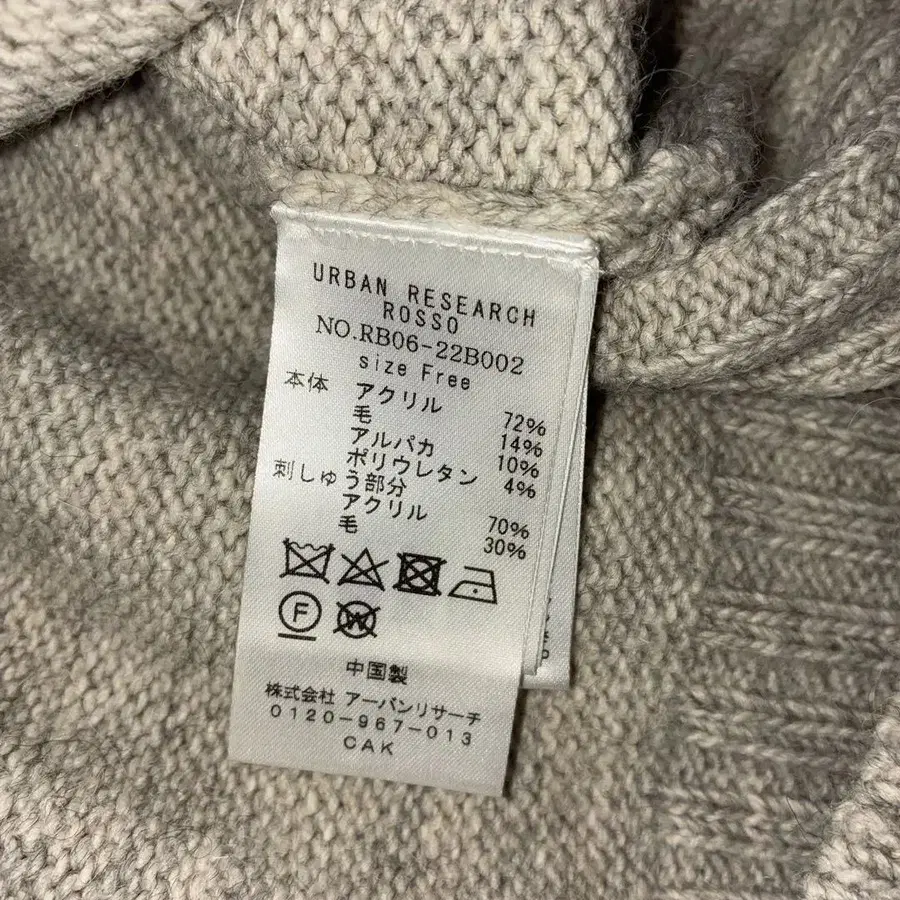 URBAN RESEARCH
ROSSO
NO.RB06-22B002
size Free
本体 アクリル 72%
毛 14%
アルパカ 10%
ポリウレタン 4%
刺しゅう部分
アクリル 70%
毛 30%
F W
中国製
株式会社 アーバンリサーチ
0120-967-013
CAK